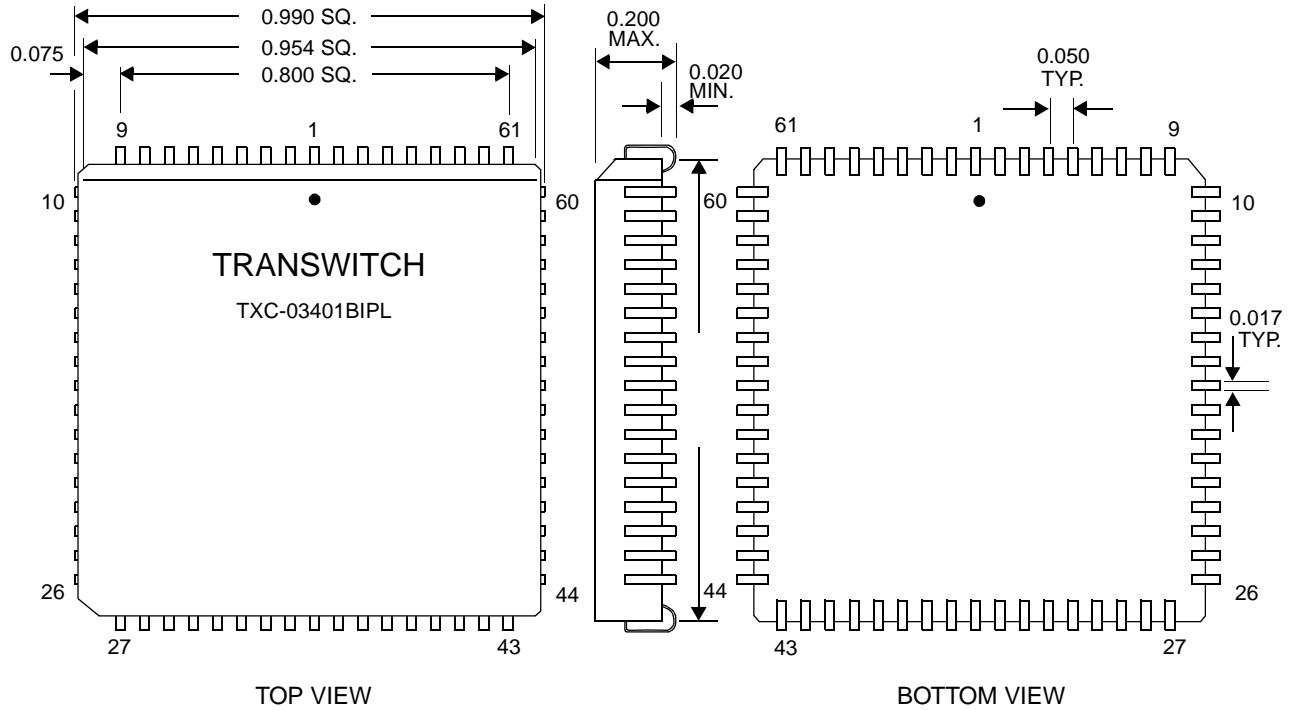 0.990 SQ.
0.954 SQ.
0.800 SQ.
0.075
0.200
MAX.
0.020
MIN.
0.050
TYP.
9 1 61
61 1 9
10 60
60
10
TRANSWITCH
TXC-03401BIPL
0.017
TYP.
26 44
44
26
27 43
43 27
TOP VIEW
BOTTOM VIEW